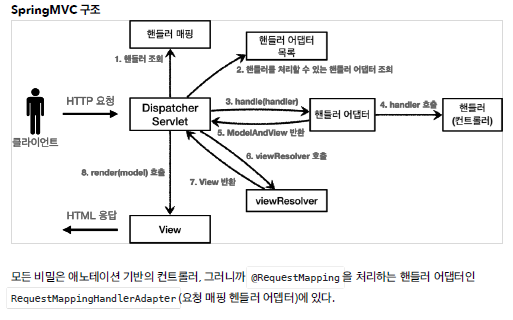 SpringMVC 구조
핸들러 매핑
핸들러 어댑터
목록
1. 핸들러 조회
2. 핸들러를 처리할 수 있는 핸들러 어댑터 조회
HTTP 요청
Dispatcher
Servlet
3. handle(handler)
핸들러 어댑터
4. handler 호출
핸들러
(컨트롤러)
클라이언트
5. ModelAndView 반환
6. viewResolver 호출
7. View 반환
8. render(model) 호출
viewResolver
HTML 응답
View
모든 비밀은 애노테이션 기반의 컨트롤러, 그러니까 @RequestMapping 을 처리하는 핸들러 어댑터인
RequestMappingHandlerAdapter (요청 매핑 헨들러 어뎁터)에 있다.